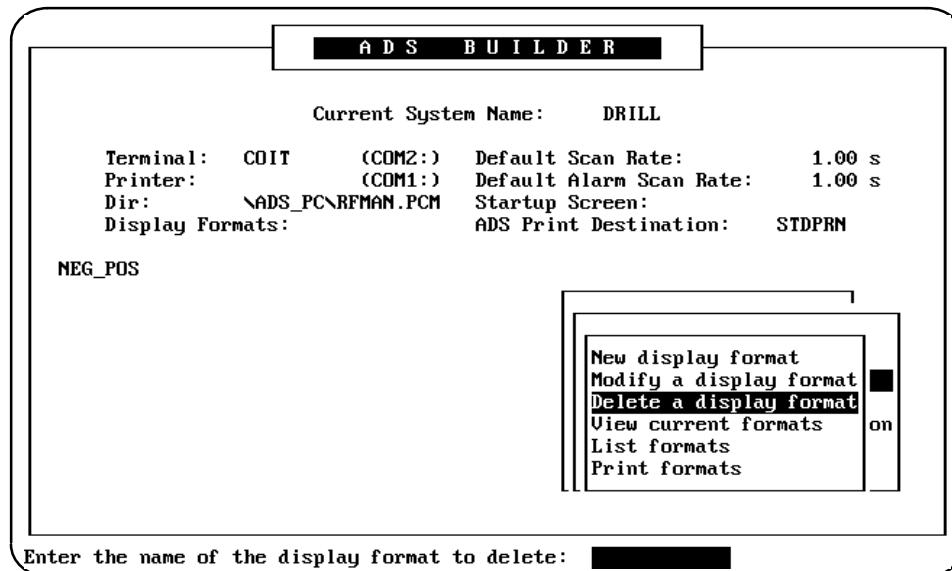 ADS BUILDER
Current System Name: DRILL
Terminal: COIT (COM2:) Default Scan Rate: 1.00 s
Printer: (COM1:) Default Alarm Scan Rate: 1.00 s
Dir: \ADS_PC\RFMAN.PCM Startup Screen:
Display Formats: ADS Print Destination: STDPRN
NEG_POS
New display format
Modify a display format
Delete a display format
View current formats on
List formats
Print formats
Enter the name of the display format to delete: